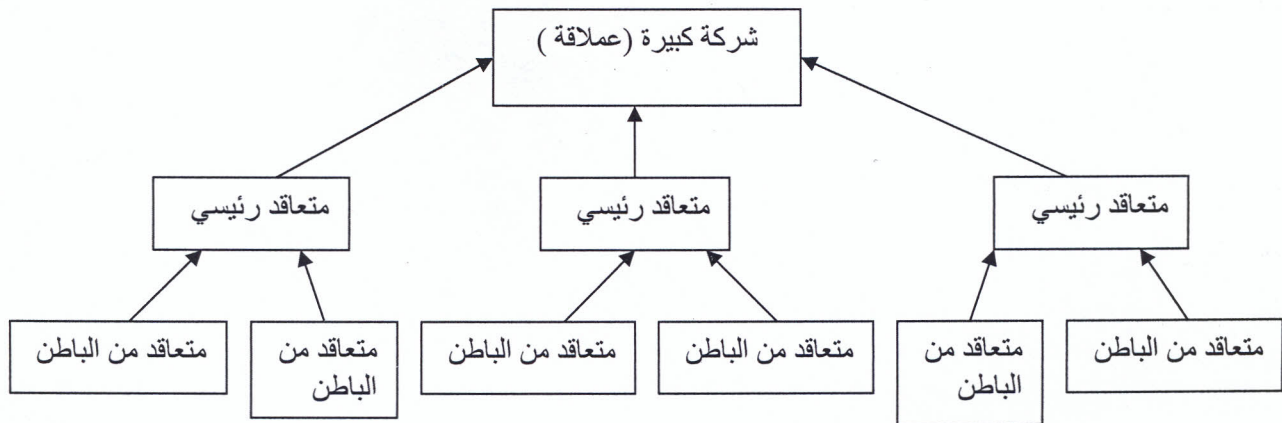 شركة كبيرة (عملاقة )
متعاقد رئيسي
متعاقد رئيسي
متعاقد رئيسي
متعاقد من الباطن
متعاقد من
الباطن
متعاقد من الباطن
متعاقد من الباطن
متعاقد من
الباطن
متعاقد من الباطن